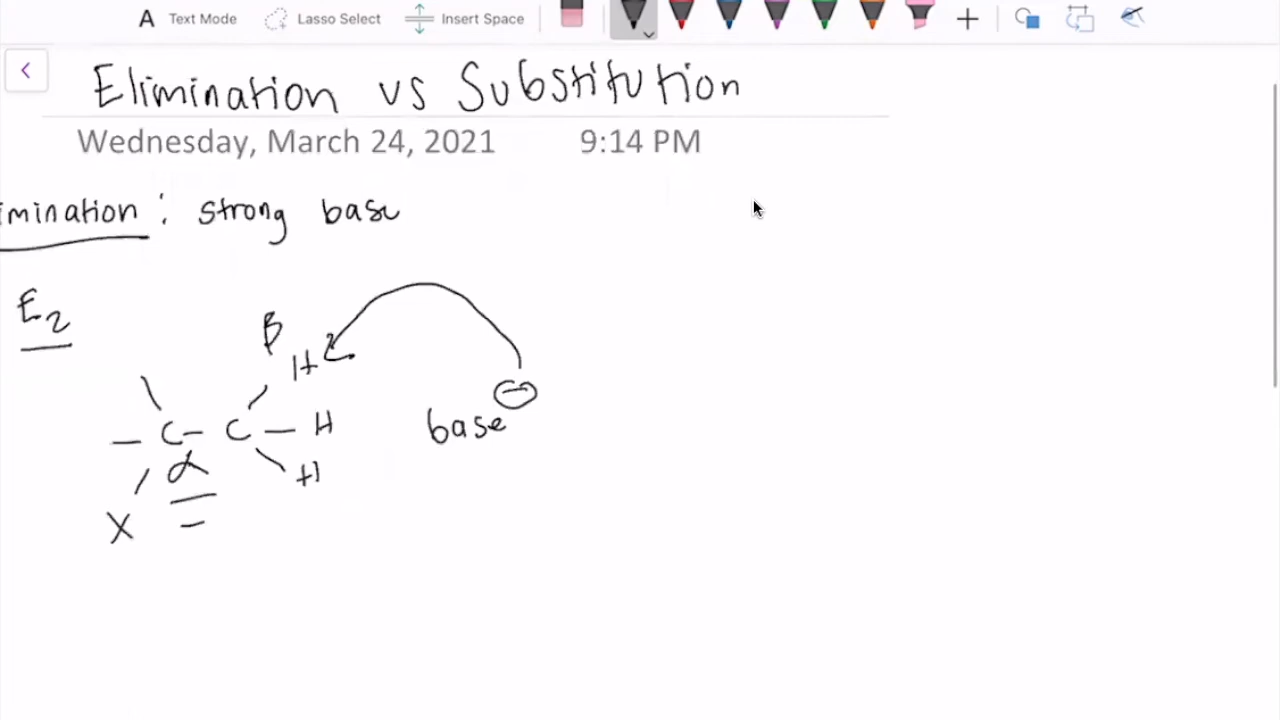 A Text Mode Lasso Select Insert Space
Elimination vs Substitution
Wednesday, March 24, 2021 9:14 PM
imination : strong base
E2
β
H
C - C - H
base ⊖
α
H
X